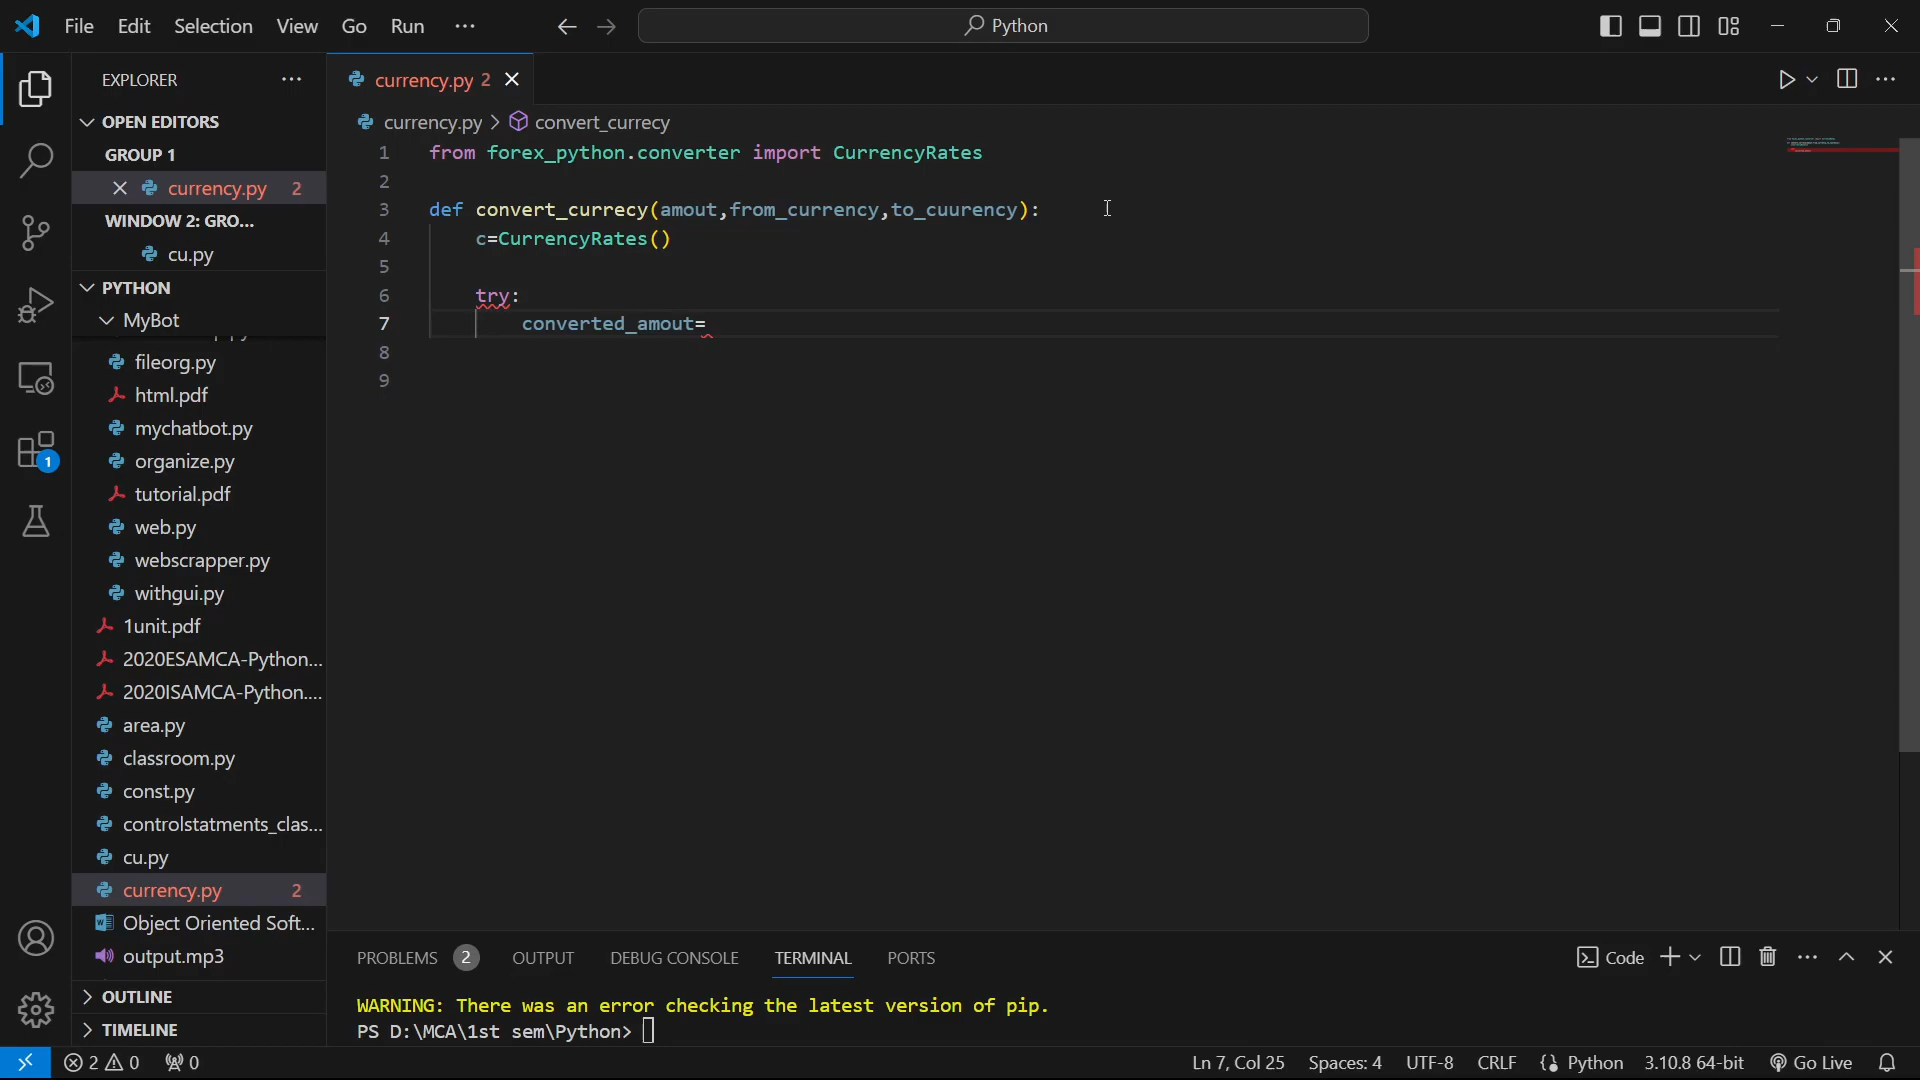 File Edit Selection View Go Run ··· Python
EXPLORER ···
OPEN EDITORS
GROUP 1
currency.py 2
WINDOW 2: GRO...
cu.py
PYTHON
MyBot
fileorg.py
html.pdf
mychatbot.py
organize.py
tutorial.pdf
web.py
webscrapper.py
withgui.py
1unit.pdf
2020ESAMCA-Python...
2020ISAMCA-Python....
area.py
classroom.py
const.py
controlstatments_clas...
cu.py
currency.py 2
Object Oriented Soft...
output.mp3
OUTLINE
TIMELINE
1
currency.py 2
currency.py > convert_currecy
1 from forex_python.converter import CurrencyRates
2
3 def convert_currecy(amout,from_currency,to_cuurency):
4 c=CurrencyRates()
5
6 try:
7 converted_amout=
8
9
PROBLEMS 2 OUTPUT DEBUG CONSOLE TERMINAL PORTS Code
WARNING: There was an error checking the latest version of pip.
PS D:\MCA\1st sem\Python>
2 0 0 Ln 7, Col 25 Spaces: 4 UTF-8 CRLF Python 3.10.8 64-bit Go Live